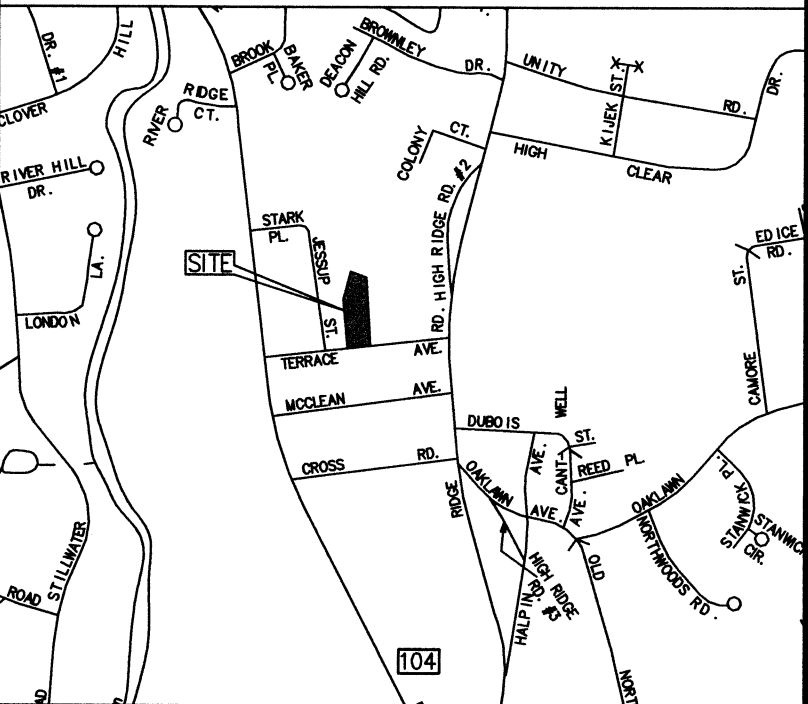 DR. #1
HILL
CLOVER
RIVER HILL
DR.
LA.
LONDON
RIVER
RIDGE
CT.
BROOK
BAKER
PL.
DEACON
HILL RD.
BROWNLEY
DR.
UNITY
RD.
DR.
KIJEK ST.
HIGH
CLEAR
COLONY
CT.
RD. HIGH RIDGE RD. #2
STARK
PL.
JESSUP
ST.
SITE
TERRACE
AVE.
MCCLEAN
AVE.
CROSS
RD.
RIDGE
EDICE
RD.
ST.
CAMORE
DUBOIS
WELL
ST.
AVE.
CANT-
REED PL.
AVE.
OAKLAWN
AVE.
OAKLAWN
PL.
STANWICK
STANWICK
CIR.
NORTHWOODS RD.
OLD
NORT
HIGH RIDGE
RD. #3
HALPIN
STILLWATER
ROAD
AD
104